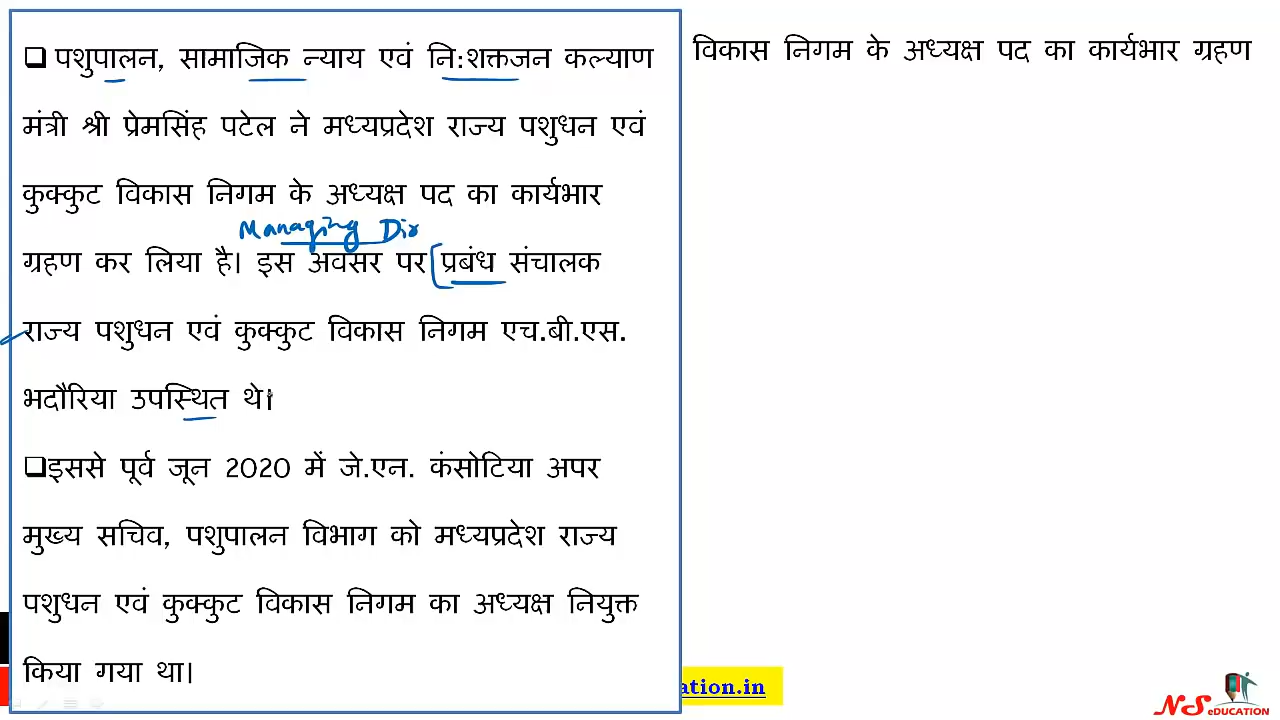 ❑ पशुपालन, सामाजिक न्याय एवं नि:शक्तजन कल्याण
मंत्री श्री प्रेमसिंह पटेल ने मध्यप्रदेश राज्य पशुधन एवं
कुक्कुट विकास निगम के अध्यक्ष पद का कार्यभार
Managing Dir
ग्रहण कर लिया है। इस अवसर पर प्रबंध संचालक
राज्य पशुधन एवं कुक्कुट विकास निगम एच.बी.एस.
भदौरिया उपस्थित थे।
❑इससे पूर्व जून 2020 में जे.एन. कंसोटिया अपर
मुख्य सचिव, पशुपालन विभाग को मध्यप्रदेश राज्य
पशुधन एवं कुक्कुट विकास निगम का अध्यक्ष नियुक्त
किया गया था।
विकास निगम के अध्यक्ष पद का कार्यभार ग्रहण
ation.in
NS eDUCATION